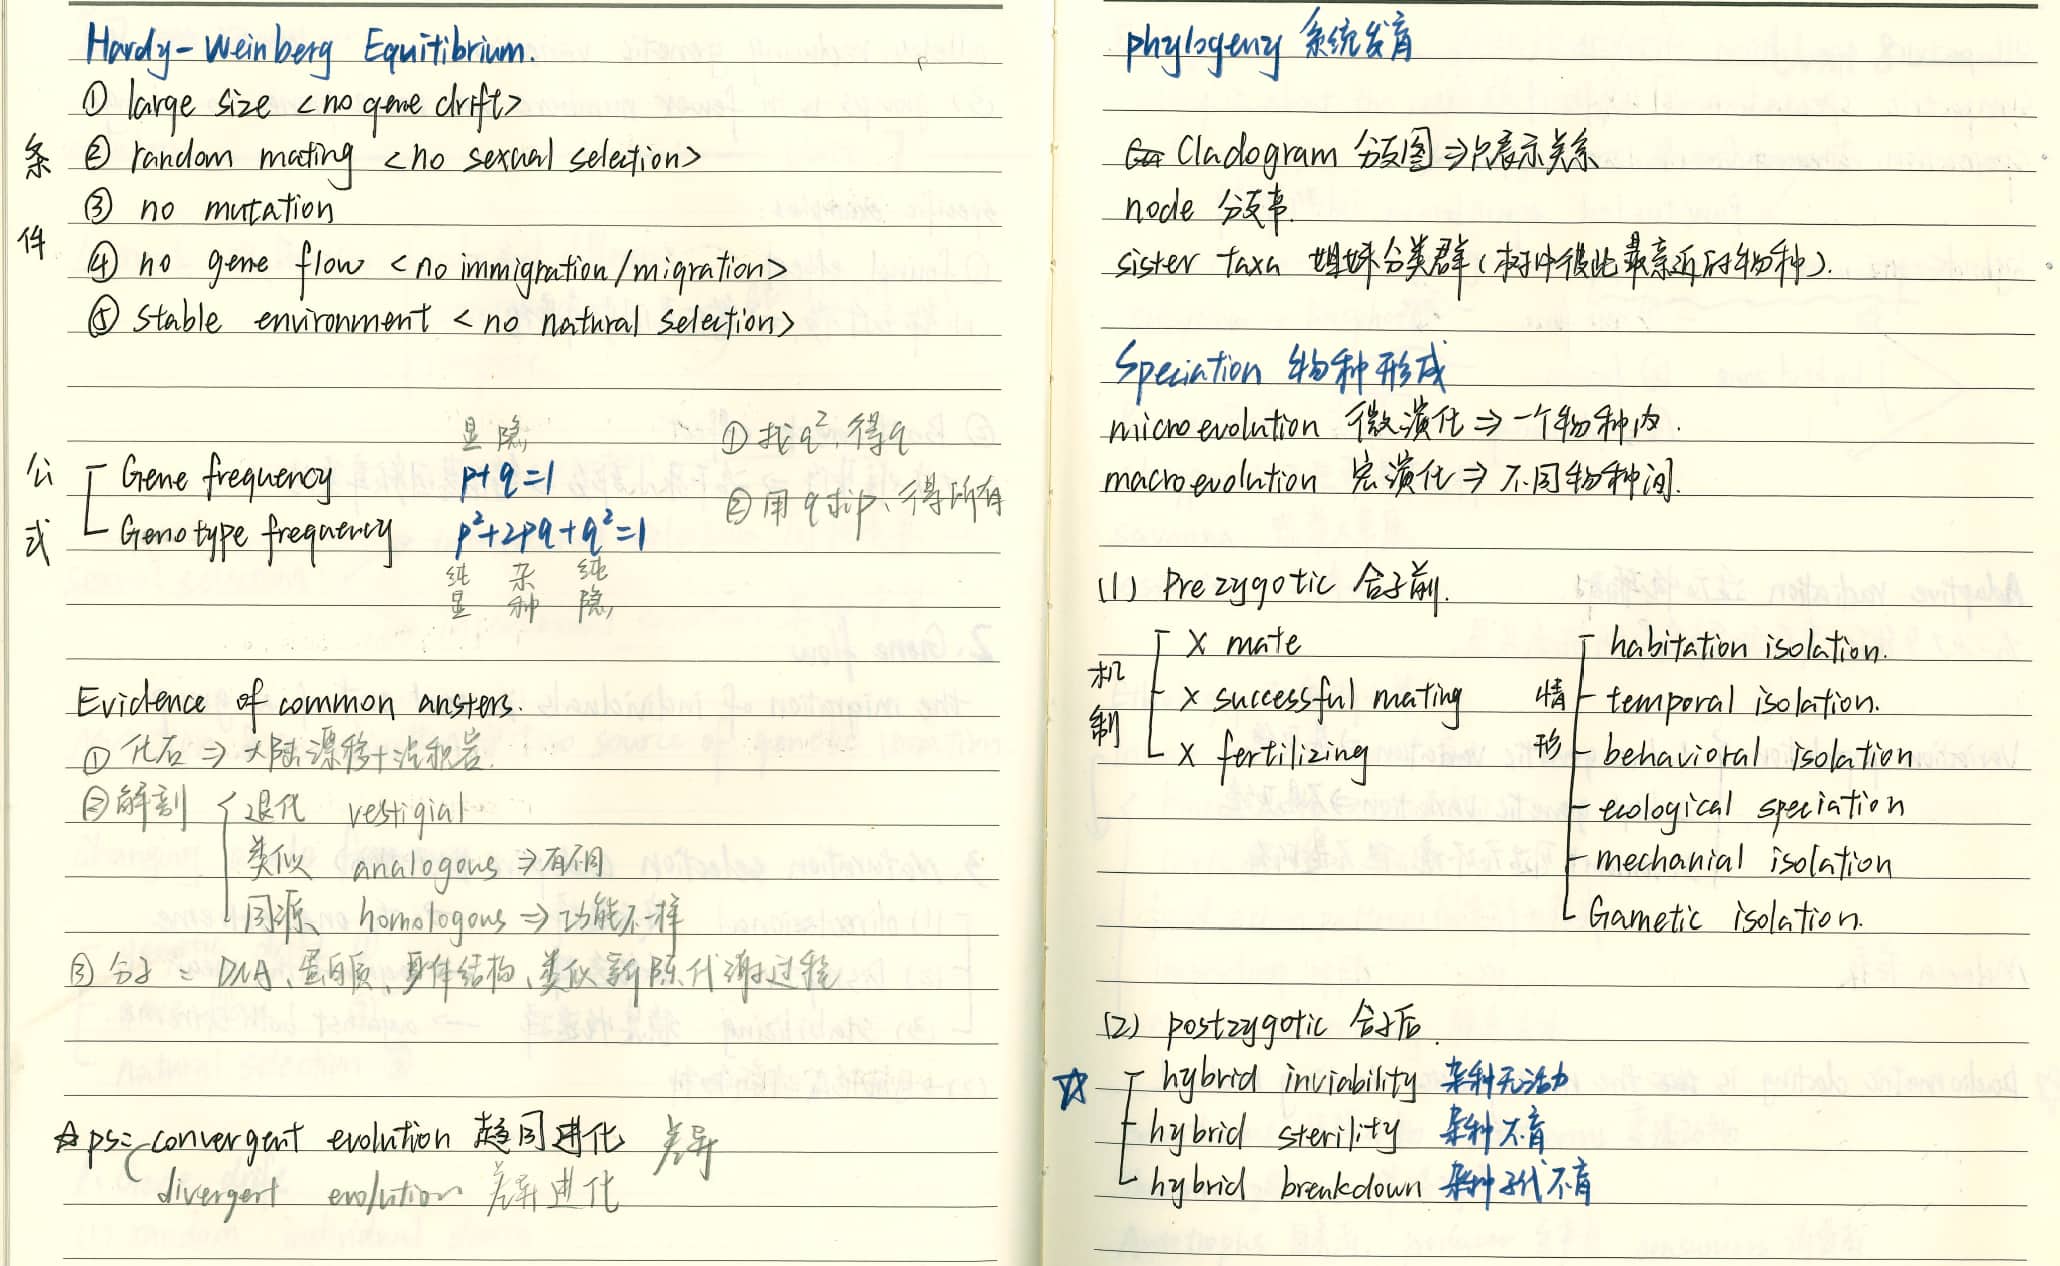 Hardy-Weinberg Equitibrium.
条件
① large size <no gene drift>
② random mating <no sexual selection>
③ no mutation
④ no gene flow <no immigration/migration>
⑤ stable environment <no natural selection>
公式
显 隐
Gene frequency p+q=1
Genotype frequency p²+2pq+q²=1
纯显 杂种 纯隐
① 找q²,得q
② 用q求p、得所有
Evidence of common ansters.
① 化石 ⇒ 大陆漂移+沉积岩.
② 解剖
退化 vestigial
类似 analogous ⇒
同源 homologous ⇒ 功能不一样
③ 分子 = DNA、蛋白质、身体结构、类似新陈代谢过程
☆ps: convergent evolution 趋同进化 差异
divergent evolution 差异进化
phylogeny 系统发育
Cladogram 分支图 ⇒ 只表示关系
node 分支
sister taxa 姐妹分类群(树中彼此最亲近的物种).
Speciation 物种形成
microevolution 微演化 ⇒ 一个物种内.
macroevolution 宏演化 ⇒ 不同物种间.
(1) Prezygotic 合子前.
机制
X mate
X successful mating
X fertilizing
情形
habitation isolation.
temporal isolation.
behavioral isolation
ecological speciation
mechanial isolation
Gametic isolation.
(2) postzygotic 合子后.
☆
hybrid inviability 杂种无活力
hybrid sterility 杂种不育
hybrid breakdown 杂种子代不育